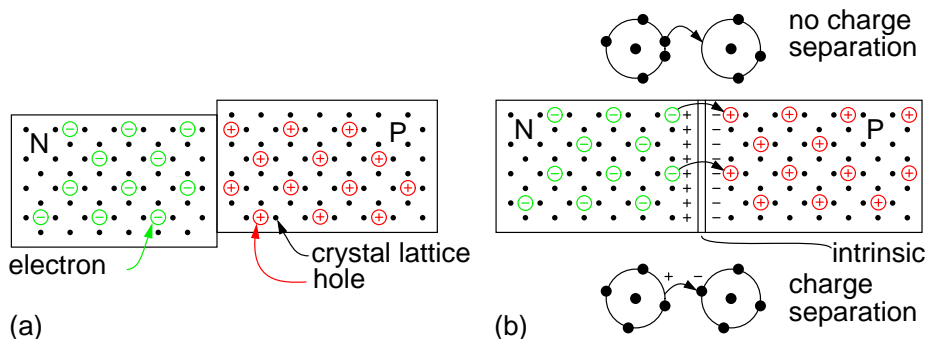 no charge
separation
N
P
electron
crystal lattice
hole
(a)
N
P
intrinsic
+ −
charge
separation
(b)